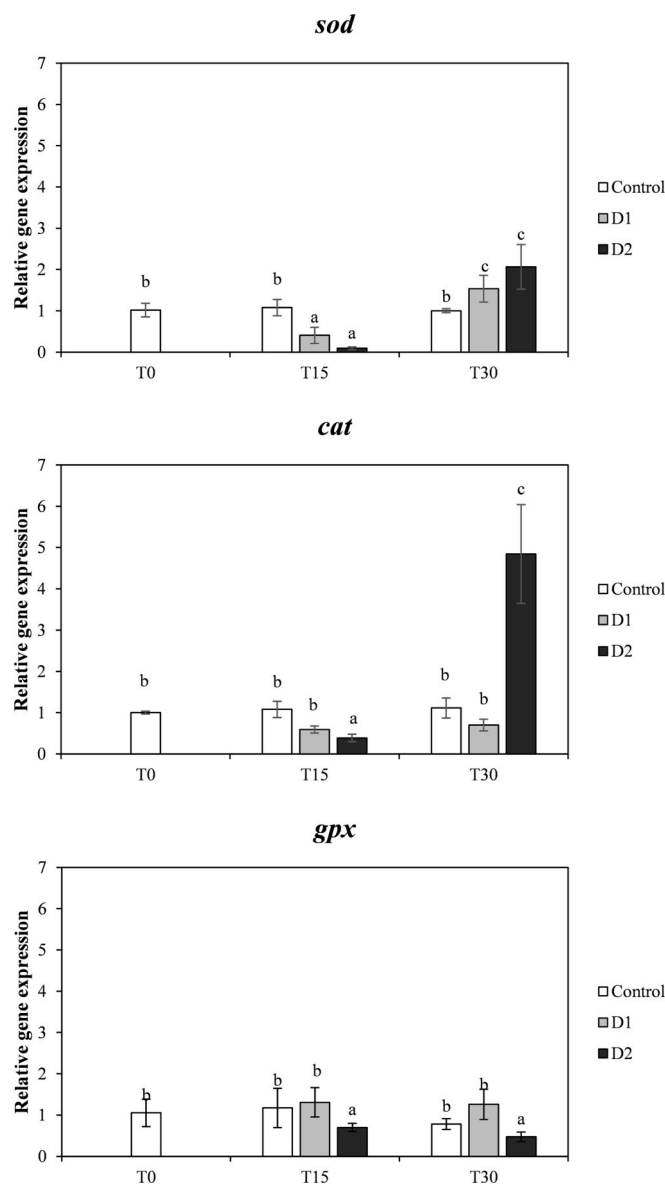 sod
Relative gene expression
7
6
5
4
3
2
1
0
b
b
a
a
b
c
c
T0
T15
T30
Control
D1
D2
cat
Relative gene expression
7
6
5
4
3
2
1
0
b
b
b
a
b
b
c
T0
T15
T30
Control
D1
D2
gpx
Relative gene expression
7
6
5
4
3
2
1
0
b
b
b
a
b
b
a
T0
T15
T30
Control
D1
D2